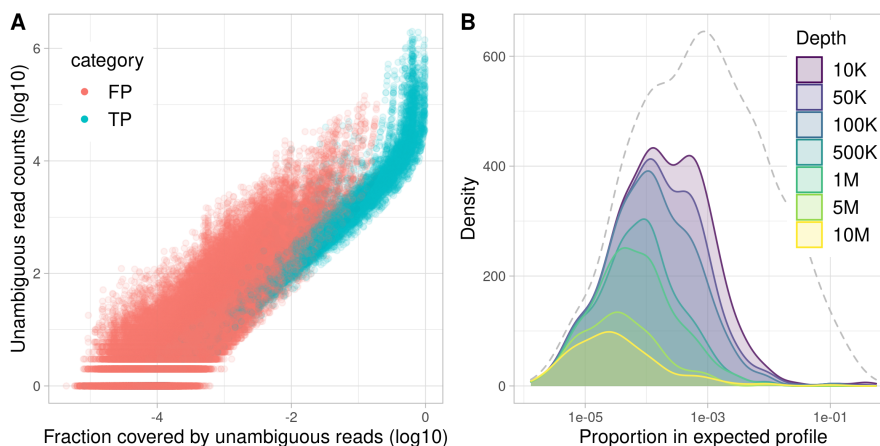 A
Unambiguous read counts (log10)
6
4
2
0
category
FP
TP
-4
-2
0
Fraction covered by unambiguous reads (log10)
B
Density
600
400
200
0
Depth
10K
50K
100K
500K
1M
5M
10M
1e-05
1e-03
1e-01
Proportion in expected profile